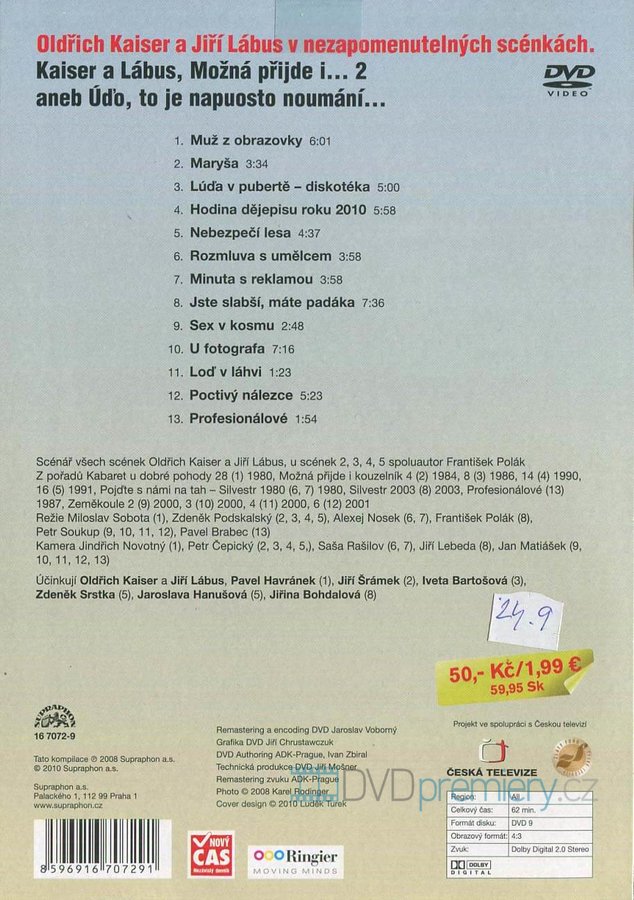 Oldřich Kaiser a Jiří Lábus v nezapomenutelných scénkách.
Kaiser a Lábus, Možná přijde i... 2
aneb Úďo, to je napuosto noumání...
DVD
VIDEO
1. Muž z obrazovky 6:01
2. Maryša 3:34
3. Lúďa v pubertě – diskotéka 5:00
4. Hodina dějepisu roku 2010 5:58
5. Nebezpečí lesa 4:37
6. Rozmluva s umělcem 3:58
7. Minuta s reklamou 3:58
8. Jste slabší, máte padáka 7:36
9. Sex v kosmu 2:48
10. U fotografa 7:16
11. Loď v láhvi 1:23
12. Poctivý nálezce 5:23
13. Profesionálové 1:54
Scénář všech scének Oldřich Kaiser a Jiří Lábus, u scének 2, 3, 4, 5 spoluautor František Polák
Z pořadů Kabaret u dobré pohody 28 (1) 1980, Možná přijde i kouzelník 4 (2) 1984, 8 (3) 1986, 14 (4) 1990,
16 (5) 1991, Pojďte s námi na tah – Silvestr 1980 (6, 7) 1980, Silvestr 2003 (8) 2003, Profesionálové (13)
1987, Zeměkoule 2 (9) 2000, 3 (10) 2000, 4 (11) 2000, 6 (12) 2001
Režie Miloslav Sobota (1), Zdeněk Podskalský (2, 3, 4, 5), Alexej Nosek (6, 7), František Polák (8),
Petr Soukup (9, 10, 11, 12), Pavel Brabec (13)
Kamera Jindřich Novotný (1), Petr Čepický (2, 3, 4, 5,), Saša Rašilov (6, 7), Jiří Lebeda (8), Jan Matiášek (9,
10, 11, 12, 13)
Účinkují Oldřich Kaiser a Jiří Lábus, Pavel Havránek (1), Jiří Šrámek (2), Iveta Bartošová (3),
Zdeněk Srstka (5), Jaroslava Hanušová (5), Jiřina Bohdalová (8)
24.9
50,- Kč/1,99 €
59,95 Sk
SUPRAPHON
16 7072-9
Tato kompilace Ⓟ 2008 Supraphon a.s.
© 2010 Supraphon a.s.
Supraphon a.s.
Palackého 1, 112 99 Praha 1
www.supraphon.cz
Remastering a encoding DVD Jaroslav Voborný
Grafika DVD Jiří Chrustawczuk
DVD Authoring ADK-Prague, Ivan Zbiral
Technická produkce DVD Jiří Mošner
Remastering zvuku ADK-Prague
Photo © 2008 Karel Rodinger
Cover design © 2010 Luděk Turek
Projekt ve spolupráci s Českou televizí
ČESKÁ TELEVIZE
DVDpremiery.cz
Region: All
Celkový čas: 62 min.
Formát disku: DVD 9
Obrazový formát: 4:3
Zvuk: Dolby Digital 2.0 Stereo
DOLBY
DIGITAL
8 596916 707291
NOVÝ
ČAS
Nezávislý deník
Ringier
MOVING MINDS